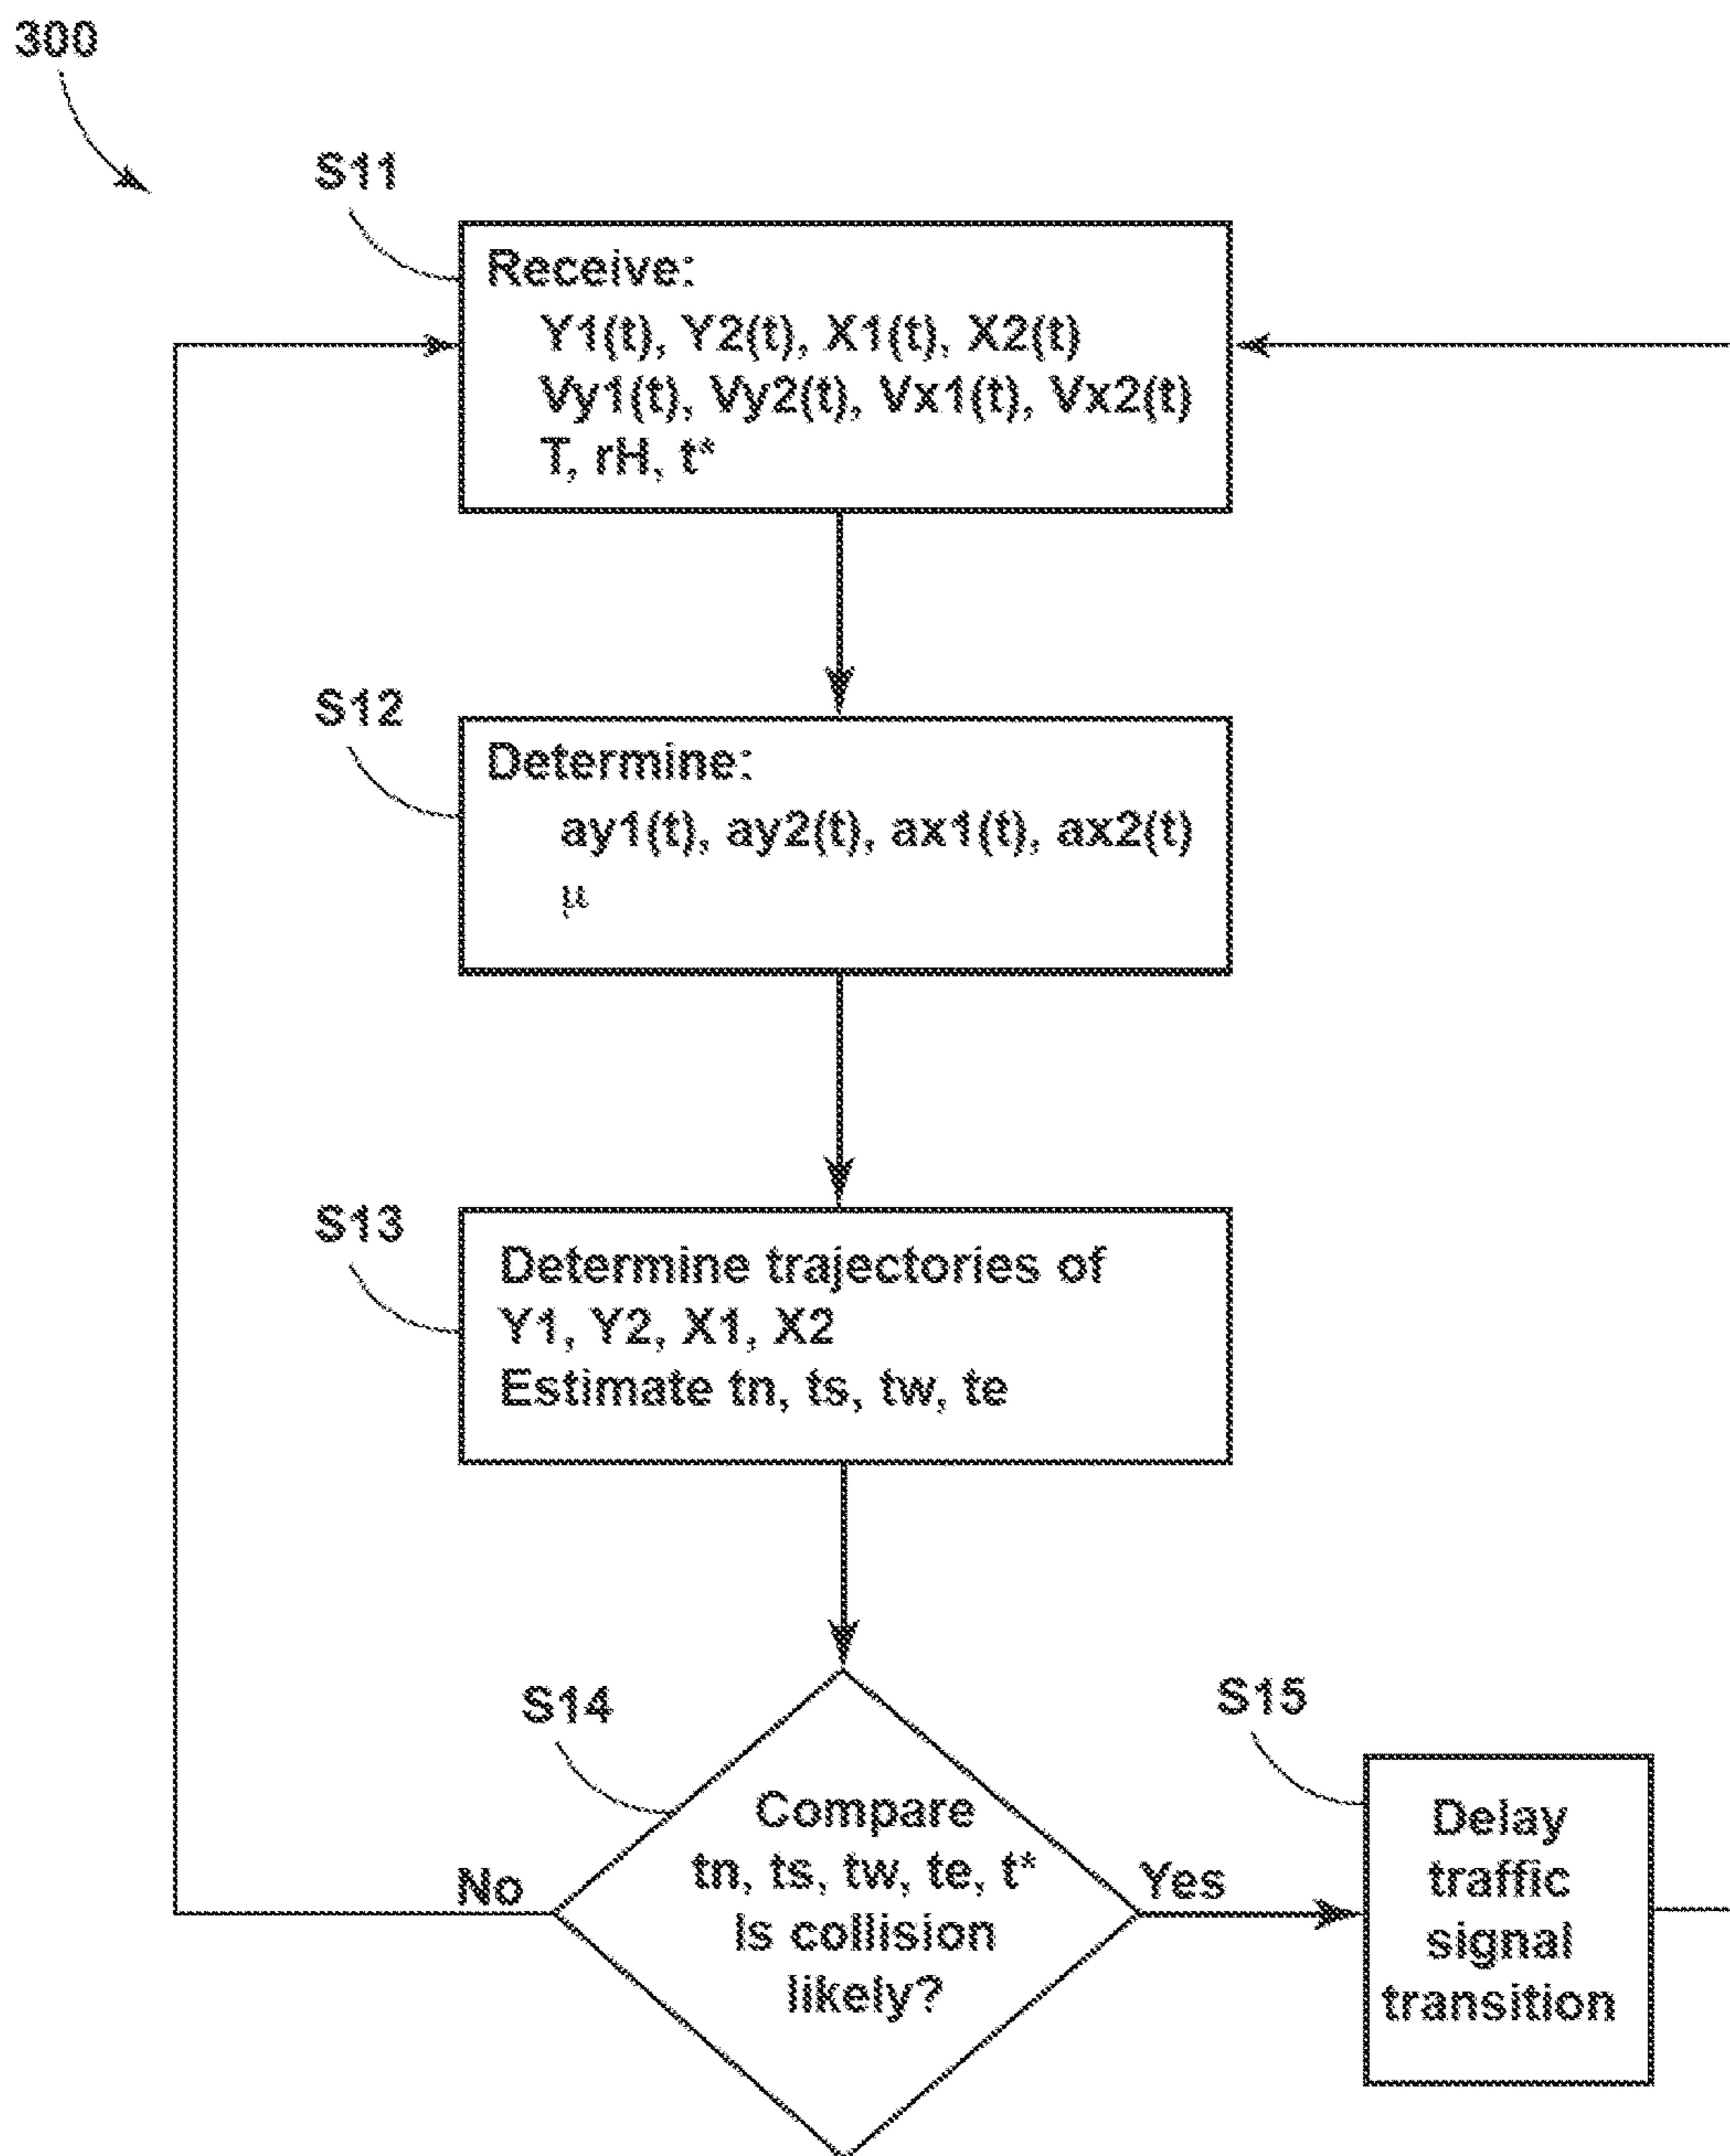 300
S11
Receive:
Y1(t), Y2(t), X1(t), X2(t)
Vy1(t), Vy2(t), Vx1(t), Vx2(t)
T, rH, t*
S12
Determine:
ay1(t), ay2(t), ax1(t), ax2(t)
μ
S13
Determine trajectories of
Y1, Y2, X1, X2
Estimate tn, ts, tw, te
S14
Compare
tn, ts, tw, te, t*
Is collision
likely?
No
Yes
S15
Delay
traffic
signal
transition